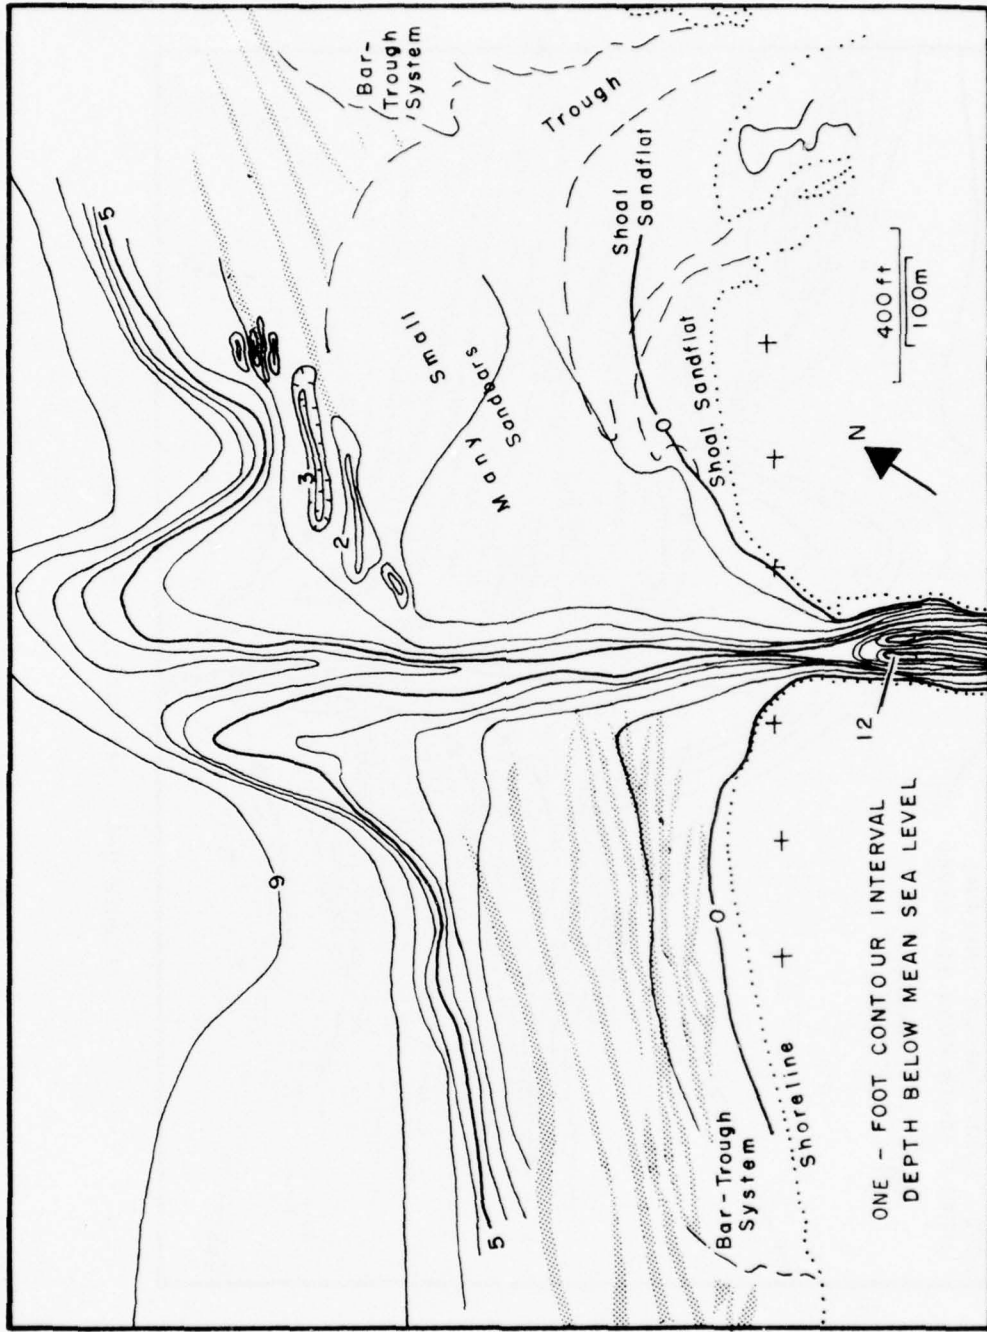 Bar-
Trough
System
Trough
Shoal
Sandflat
Many Small
Sandbars
Shoal Sandflat
5
3
2
0
400 ft
100m
N
12
9
0
5
Bar-Trough
System
Shoreline
ONE - FOOT CONTOUR INTERVAL
DEPTH BELOW MEAN SEA LEVEL